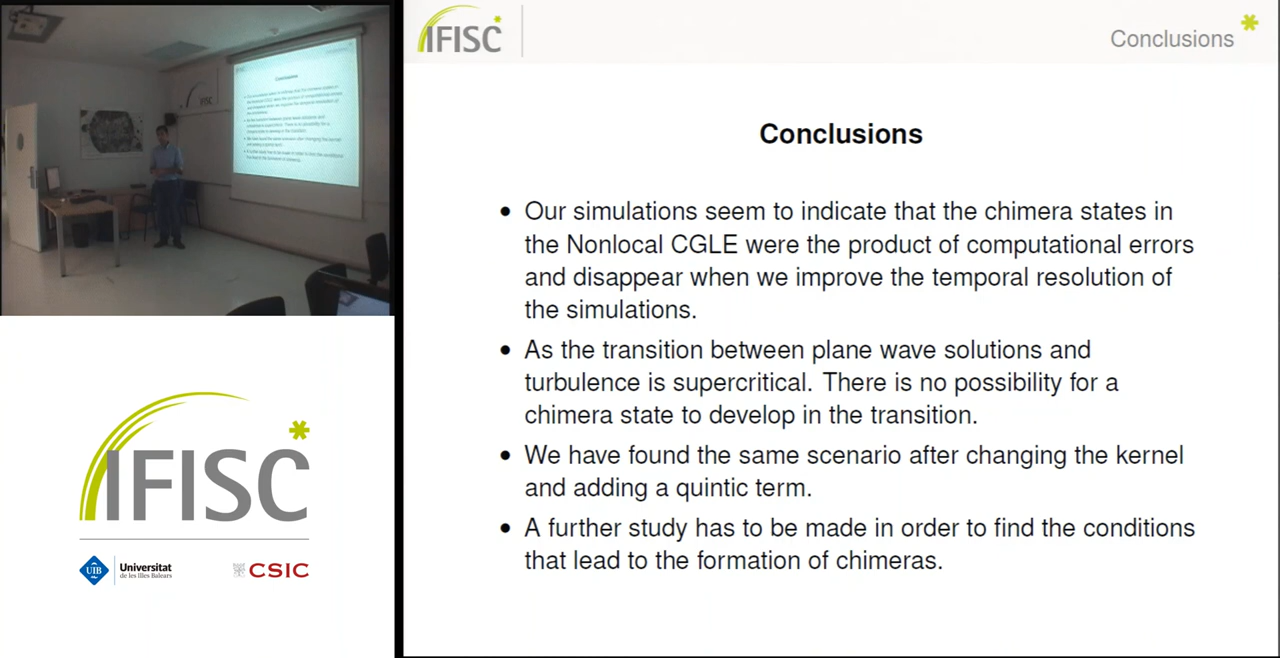 IFISC
Conclusions
Conclusions
• Our simulations seem to indicate that the chimera states in
the Nonlocal CGLE were the product of computational errors
and disappear when we improve the temporal resolution of
the simulations.
• As the transition between plane wave solutions and
turbulence is supercritical. There is no possibility for a
chimera state to develop in the transition.
• We have found the same scenario after changing the kernel
and adding a quintic term.
• A further study has to be made in order to find the conditions
that lead to the formation of chimeras.
IFISC
UIB
Universitat
de les Illes Balears
CSIC
IFISC
Conclusions